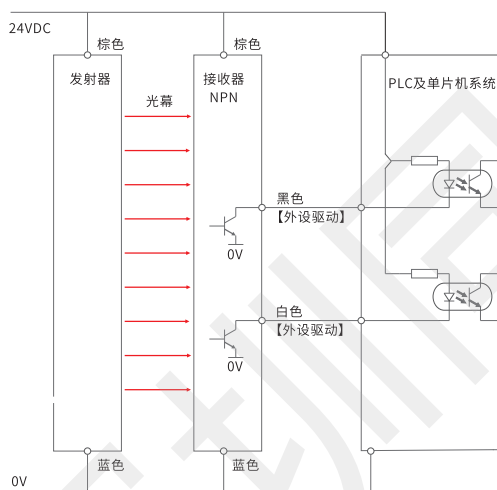 24VDC
棕色
棕色
发射器
接收器
NPN
PLC及单片机系统
光幕
黑色
【外设驱动】
0V
白色
【外设驱动】
0V
蓝色
蓝色
0V